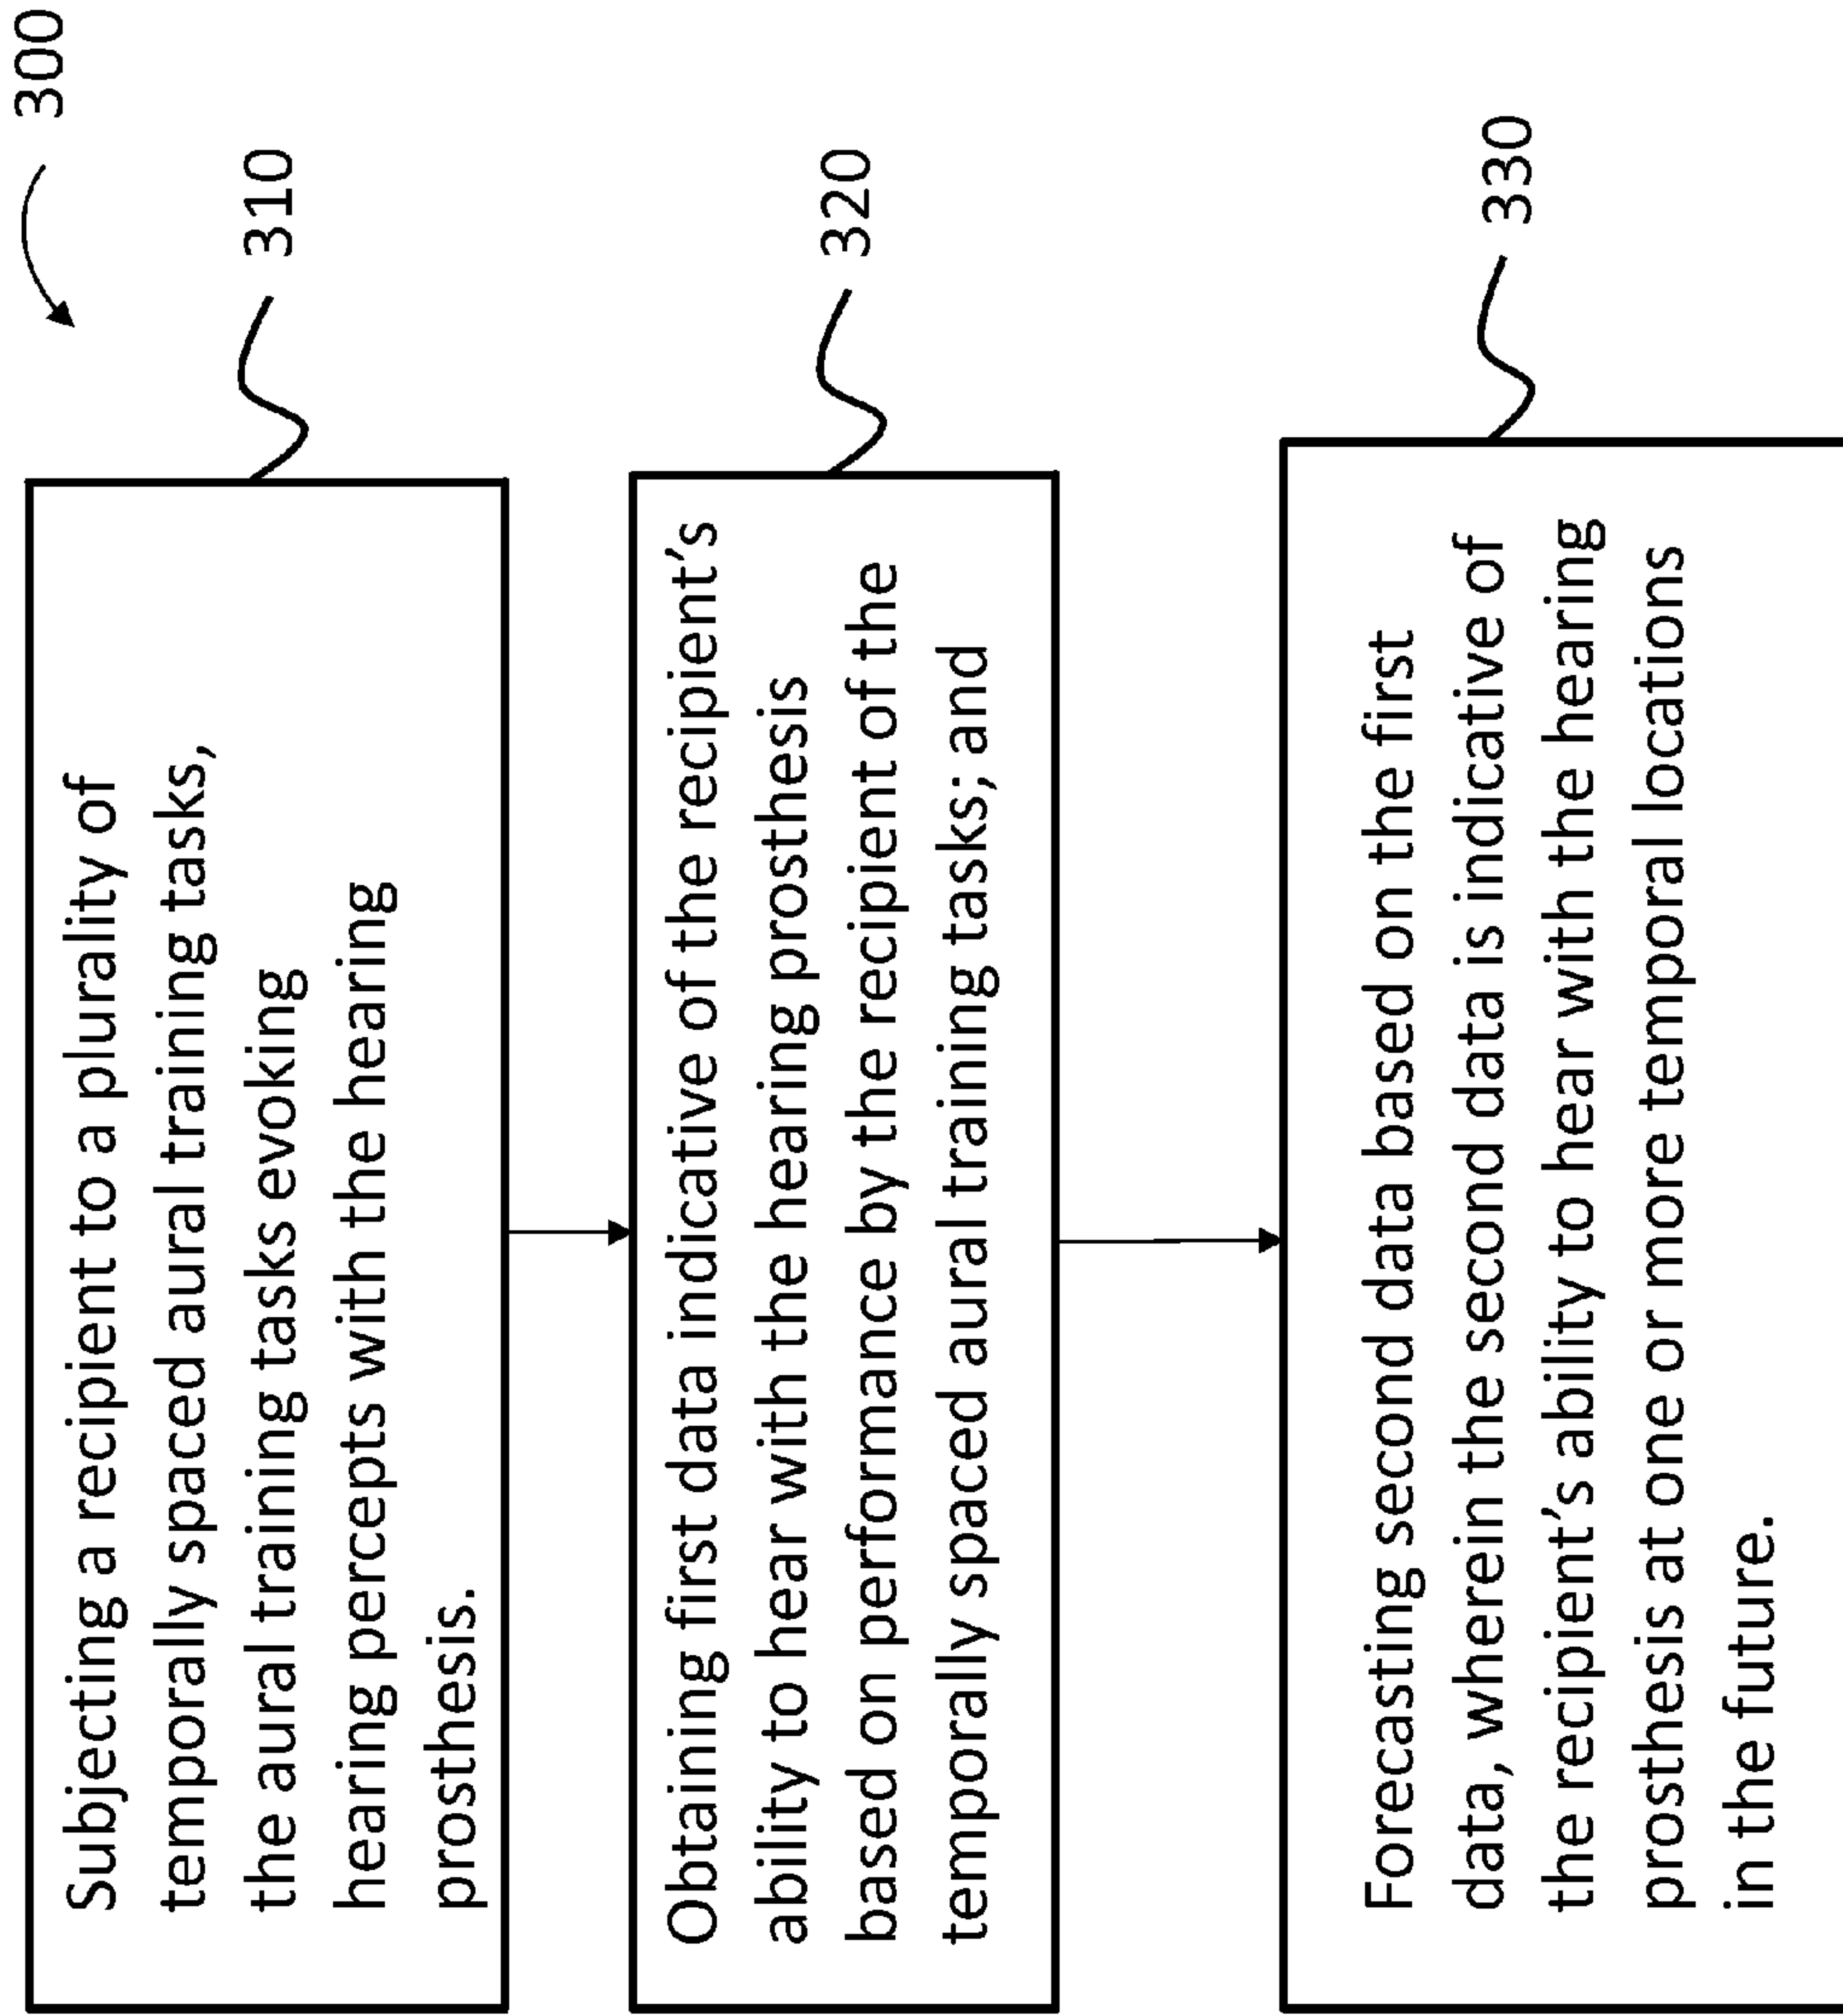 300
Subjecting a recipient to a plurality of
temporally spaced aural training tasks,
the aural training tasks evoking
hearing percepts with the hearing
prosthesis.
310
Obtaining first data indicative of the recipient's
ability to hear with the hearing prosthesis
based on performance by the recipient of the
temporally spaced aural training tasks; and
320
Forecasting second data based on the first
data, wherein the second data is indicative of
the recipient's ability to hear with the hearing
prosthesis at one or more temporal locations
in the future.
330